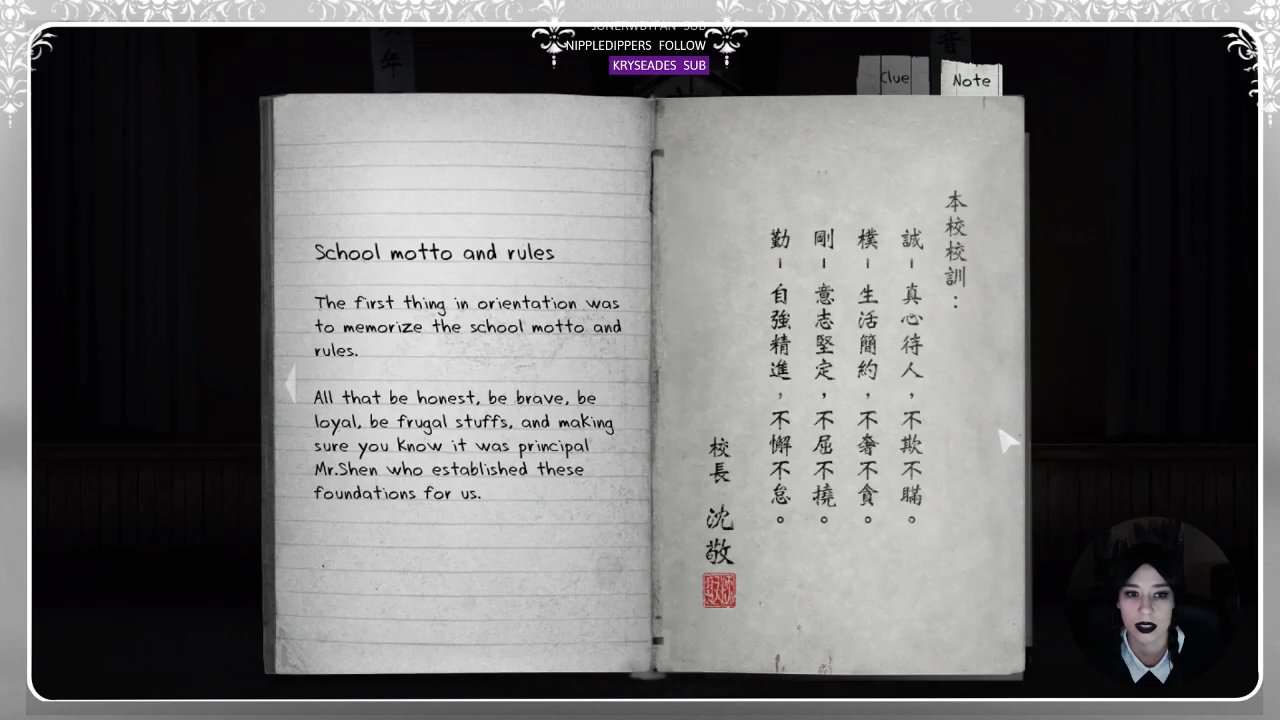 JUNERWDYFAN SUB
NIPPLEDIPPERS FOLLOW
KRYSEADES SUB
年
音
Clue
Note
School motto and rules
The first thing in orientation was
to memorize the school motto and
rules.
All that be honest, be brave, be
loyal, be frugal stuffs, and making
sure you know it was principal
Mr.Shen who established these
foundations for us.
本校校訓：
誠－真心待人，不欺不瞞。
樸－生活簡約，不奢不貪。
剛－意志堅定，不屈不撓。
勤－自強精進，不懈不怠。
校長 沈敬